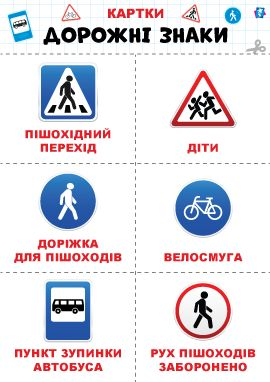 КАРТКИ
ДОРОЖНІ ЗНАКИ
ПІШОХІДНИЙ
ПЕРЕХІД
ДІТИ
ДОРІЖКА
ДЛЯ ПІШОХОДІВ
ВЕЛОСМУГА
ПУНКТ ЗУПИНКИ
АВТОБУСА
РУХ ПІШОХОДІВ
ЗАБОРОНЕНО